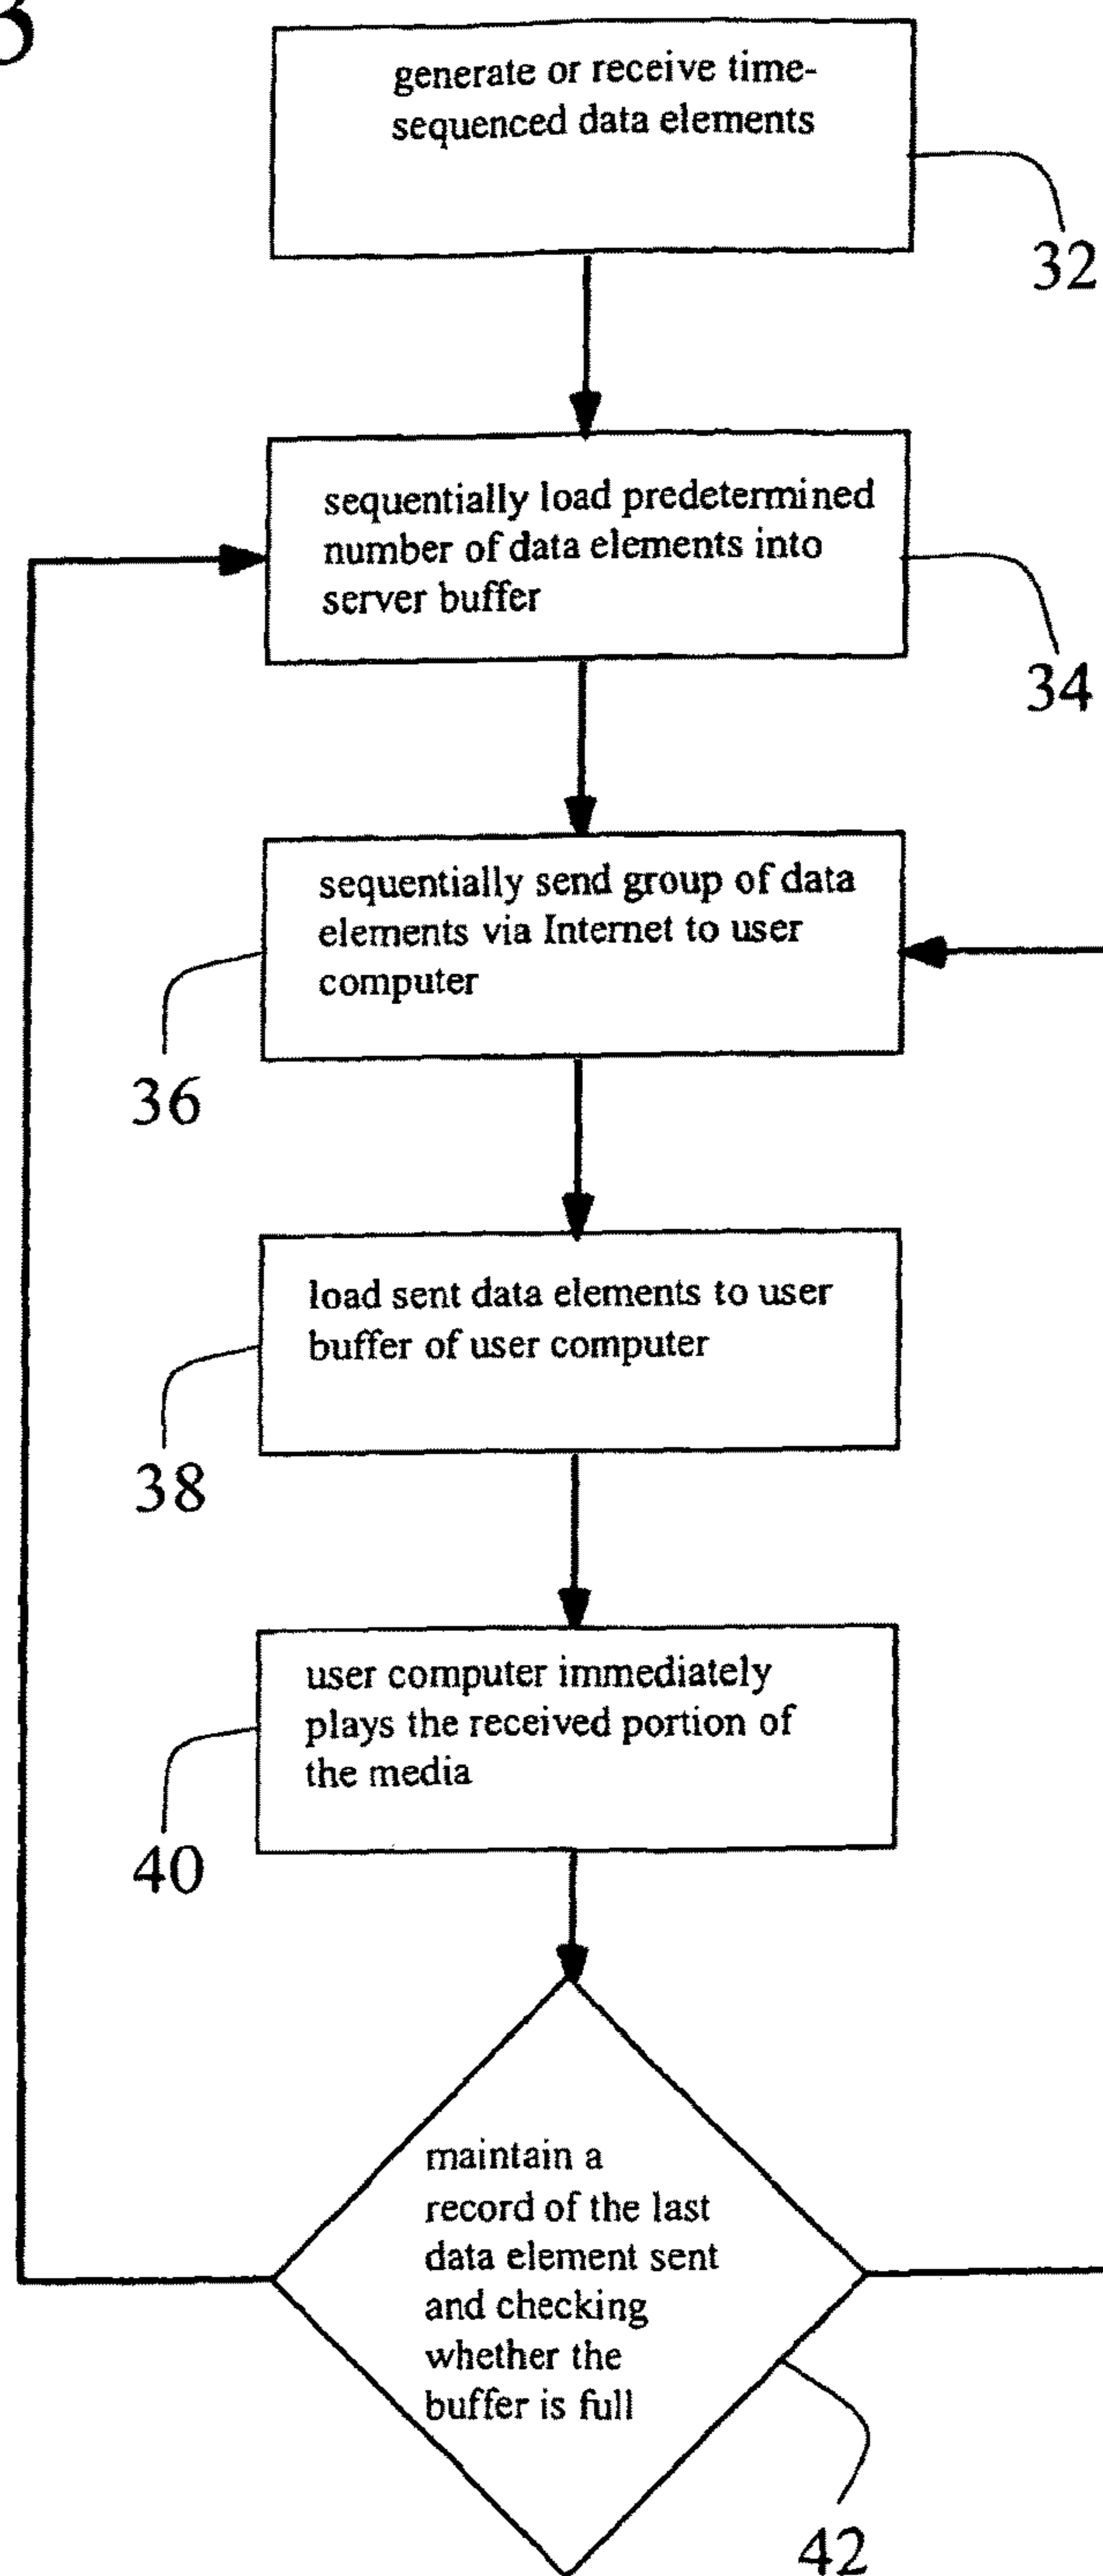 3
generate or receive time-
sequenced data elements
32
sequentially load predetermined
number of data elements into
server buffer
34
sequentially send group of data
elements via Internet to user
computer
36
load sent data elements to user
buffer of user computer
38
user computer immediately
plays the received portion of
the media
40
maintain a
record of the last
data element sent
and checking
whether the
buffer is full
42